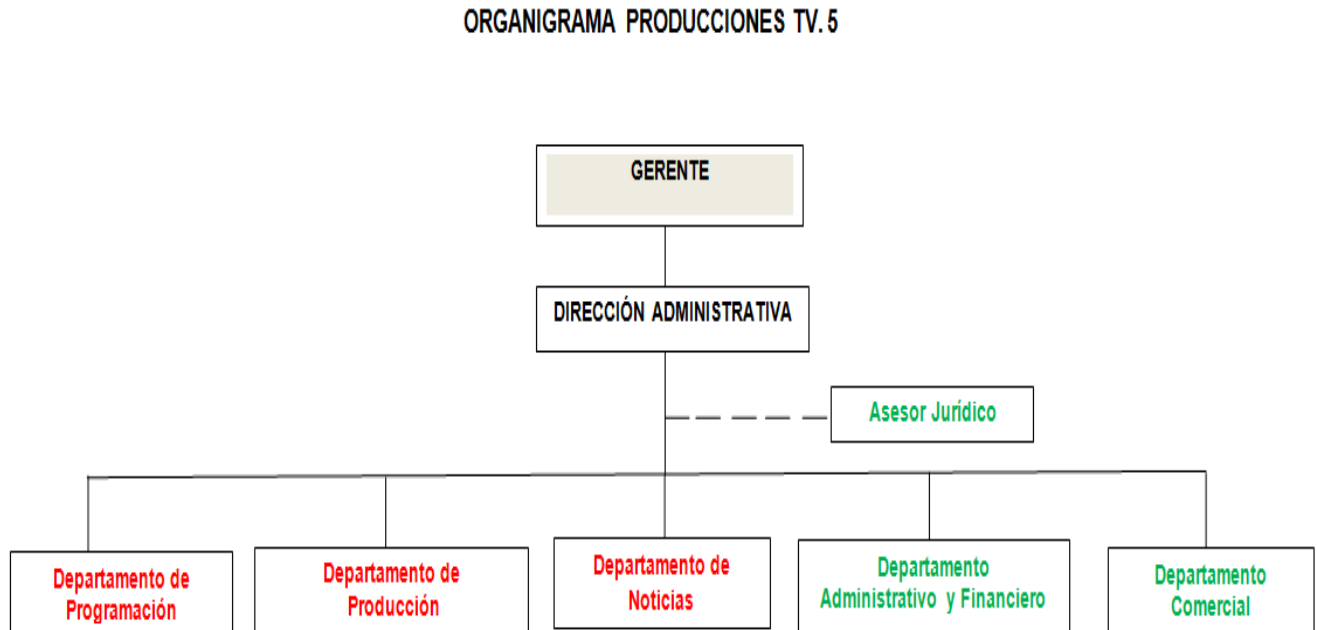 ORGANIGRAMA PRODUCCIONES TV. 5
GERENTE
DIRECCIÓN ADMINISTRATIVA
Asesor Jurídico
Departamento de
Programación
Departamento de
Producción
Departamento de
Noticias
Departamento
Administrativo y Financiero
Departamento
Comercial